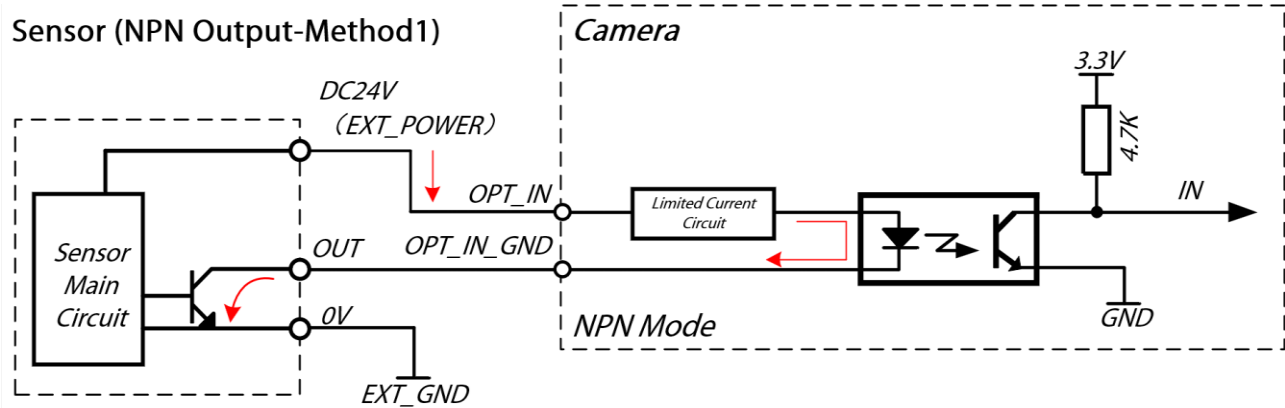 Sensor (NPN Output-Method1)
Camera
3.3V
DC24V
（EXT_POWER）
4.7K
OPT_IN
Limited Current
Circuit
IN
Sensor
Main
Circuit
OUT
OPT_IN_GND
0V
NPN Mode
GND
EXT_GND